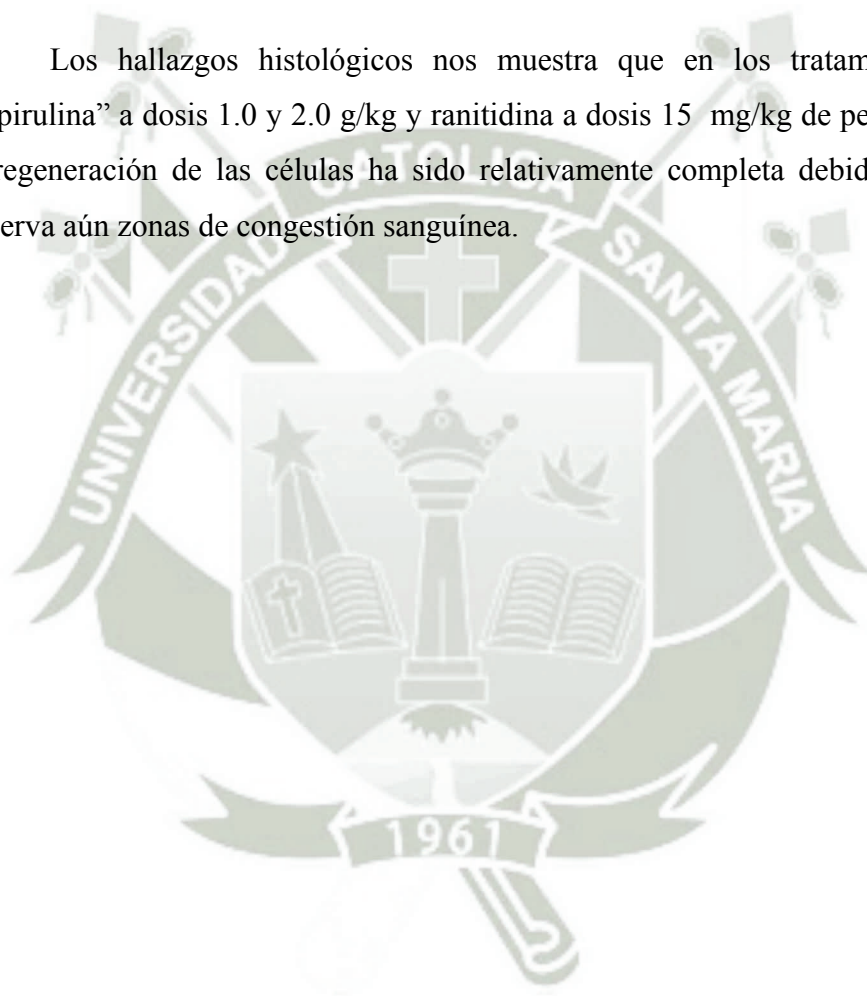 Los hallazgos histológicos nos muestra que en los tratam
pirulina” a dosis 1.0 y 2.0 g/kg y ranitidina a dosis 15 mg/kg de pe
regeneración de las células ha sido relativamente completa debid
erva aún zonas de congestión sanguínea.
UNIVERSIDAD CATOLICA SANTA MARIA
1961